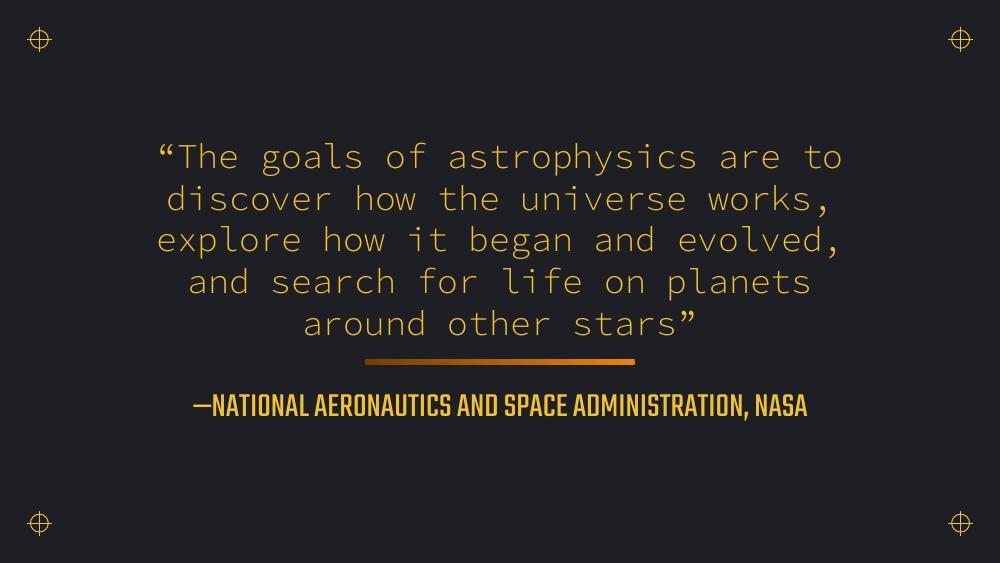 “The goals of astrophysics are to
discover how the universe works,
explore how it began and evolved,
and search for life on planets
around other stars”
—NATIONAL AERONAUTICS AND SPACE ADMINISTRATION, NASA